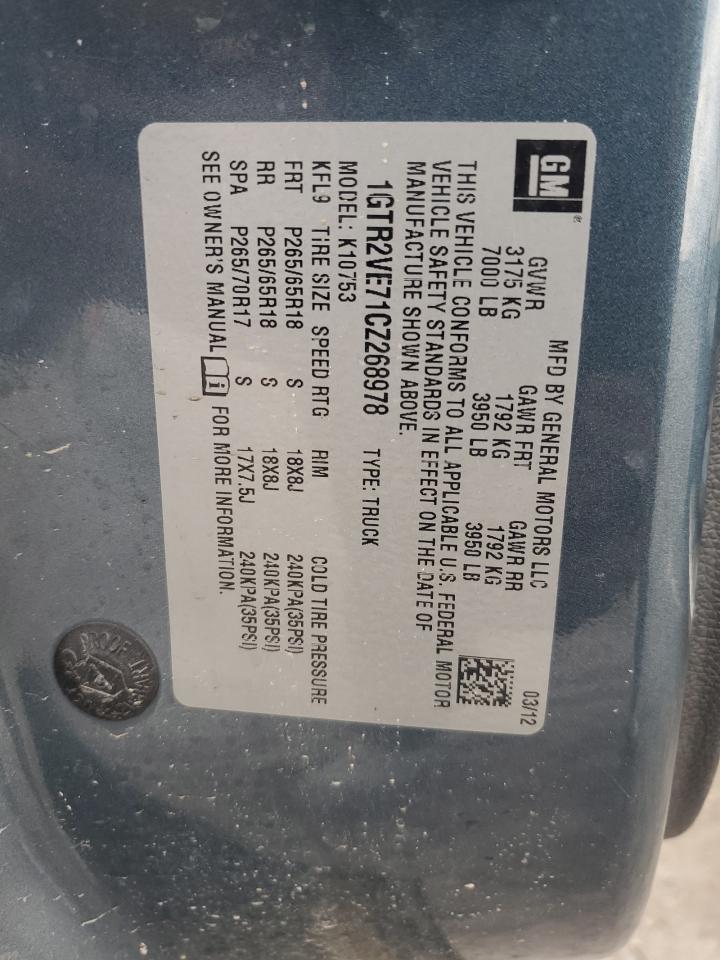 GM
MFD BY GENERAL MOTORS LLC 03/12
GVWR GAWR FRT GAWR RR
3175 KG 1792 KG 1792 KG
7000 LB 3950 LB 3950 LB
THIS VEHICLE CONFORMS TO ALL APPLICABLE U.S. FEDERAL MOTOR
VEHICLE SAFETY STANDARDS IN EFFECT ON THE DATE OF
MANUFACTURE SHOWN ABOVE.
1GTR2VE71CZ268978 TYPE: TRUCK
MODEL: K10753
KFL9 TIRE SIZE SPEED RTG RIM COLD TIRE PRESSURE
FRT P265/65R18 S 18X8J 240KPA(35PSI)
RR P265/65R18 S 18X8J 240KPA(35PSI)
SPA P265/70R17 S 17X7.5J 240KPA(35PSI)
SEE OWNER'S MANUAL i FOR MORE INFORMATION.
PROOF